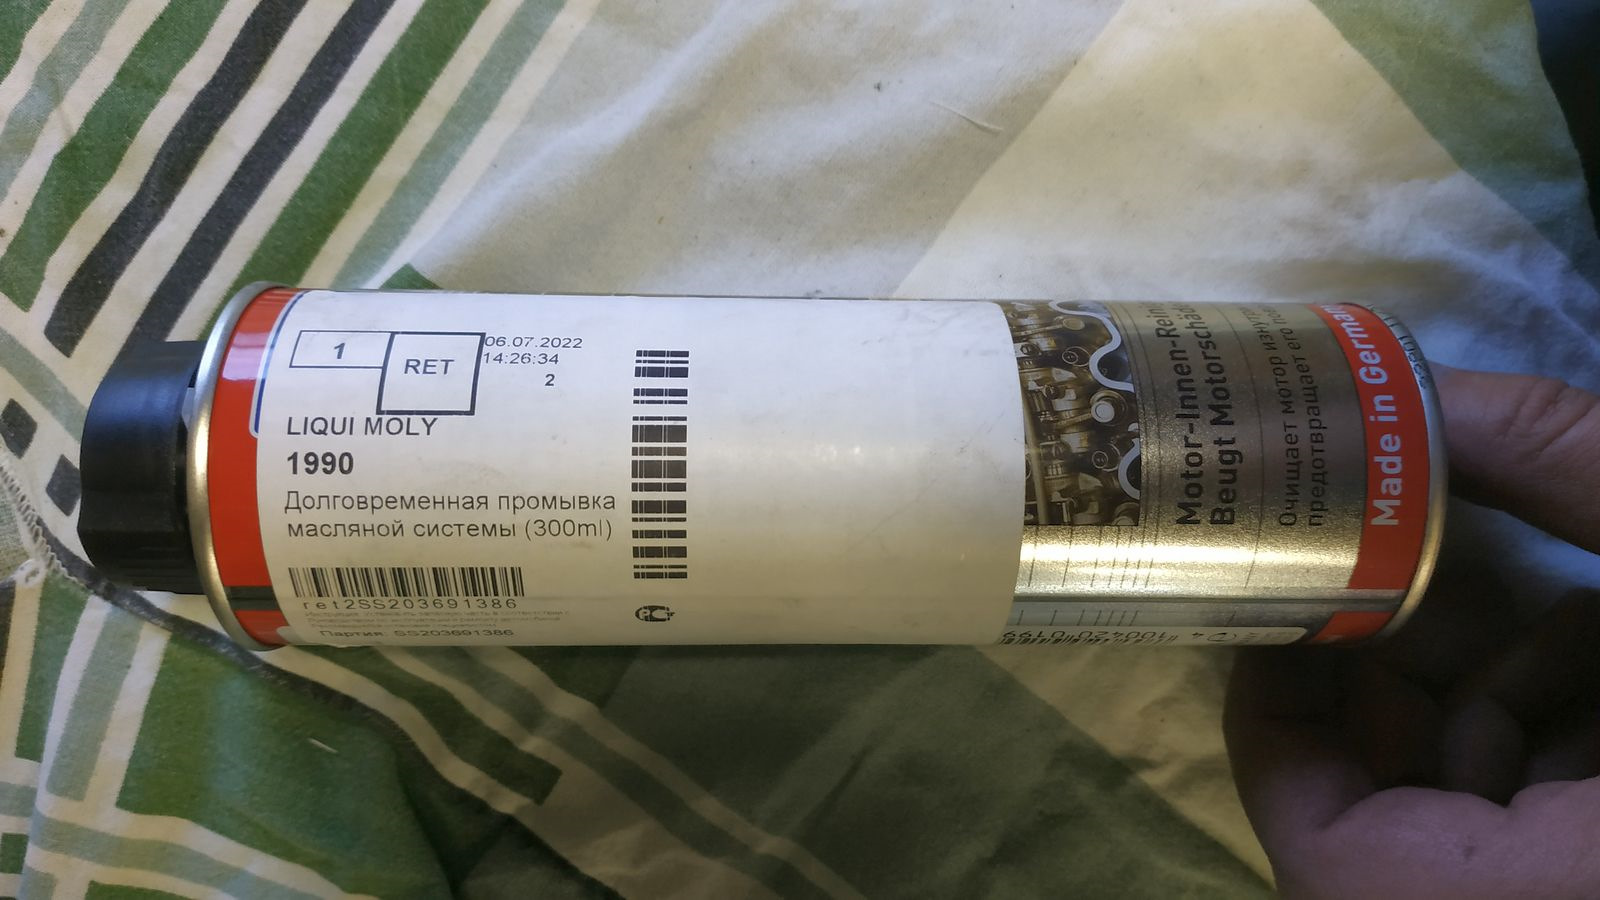 1
RET
06.07.2022
14:26:34
2
LIQUI MOLY
1990
Долговременная промывка
масляной системы (300ml)
ret2SS203691386
Партия: SS203691386
Motor-Innen-Rein
Beugt Motorschäde
Очищает мотор изнутри
предотвращает его
Made in German